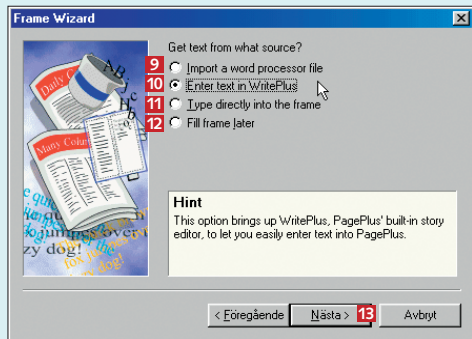 Frame Wizard
Get text from what source?
9 Import a word processor file
10 Enter text in WritePlus
11 Type directly into the frame
12 Fill frame later
Hint
This option brings up WritePlus, PagePlus' built-in story
editor, to let you easily enter text into PagePlus.
< Föregående
Nästa > 13
Avbryt
Daily
Many Colu
zy dog!